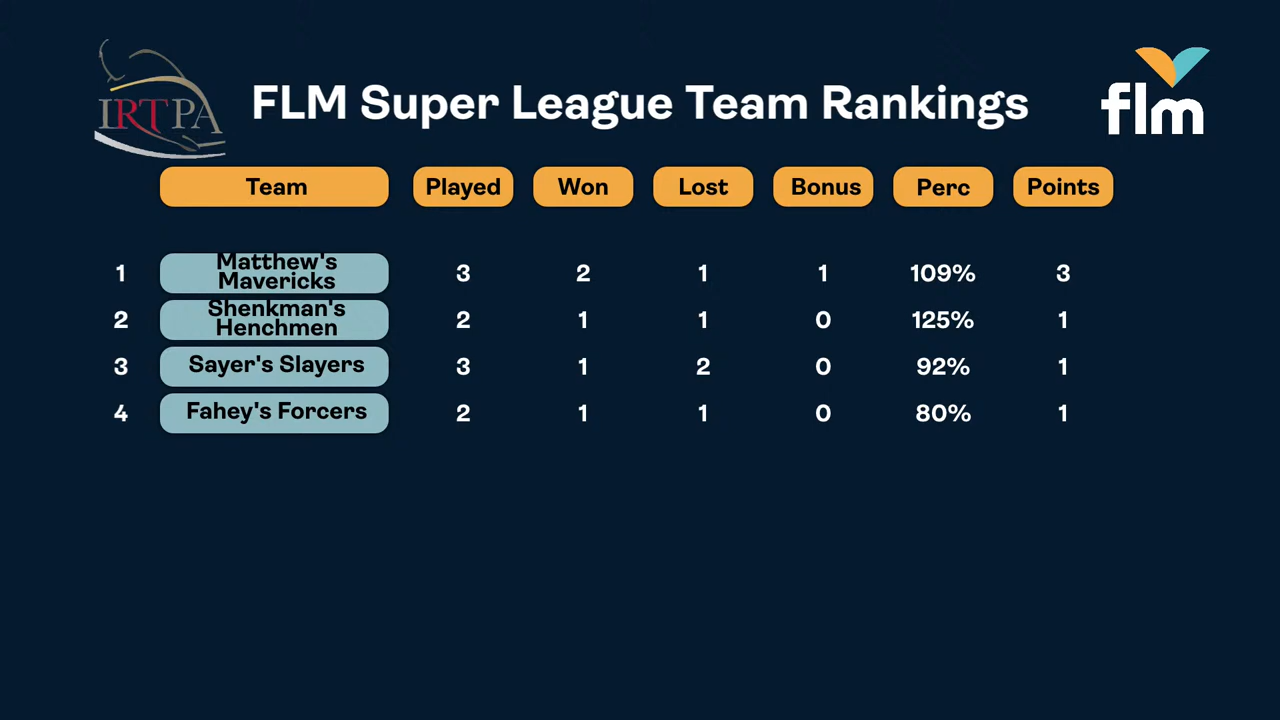 IRTPA
FLM Super League Team Rankings
flm
Team Played Won Lost Bonus Perc Points
1 Matthew's Mavericks 3 2 1 1 109% 3
2 Shenkman's Henchmen 2 1 1 0 125% 1
3 Sayer's Slayers 3 1 2 0 92% 1
4 Fahey's Forcers 2 1 1 0 80% 1